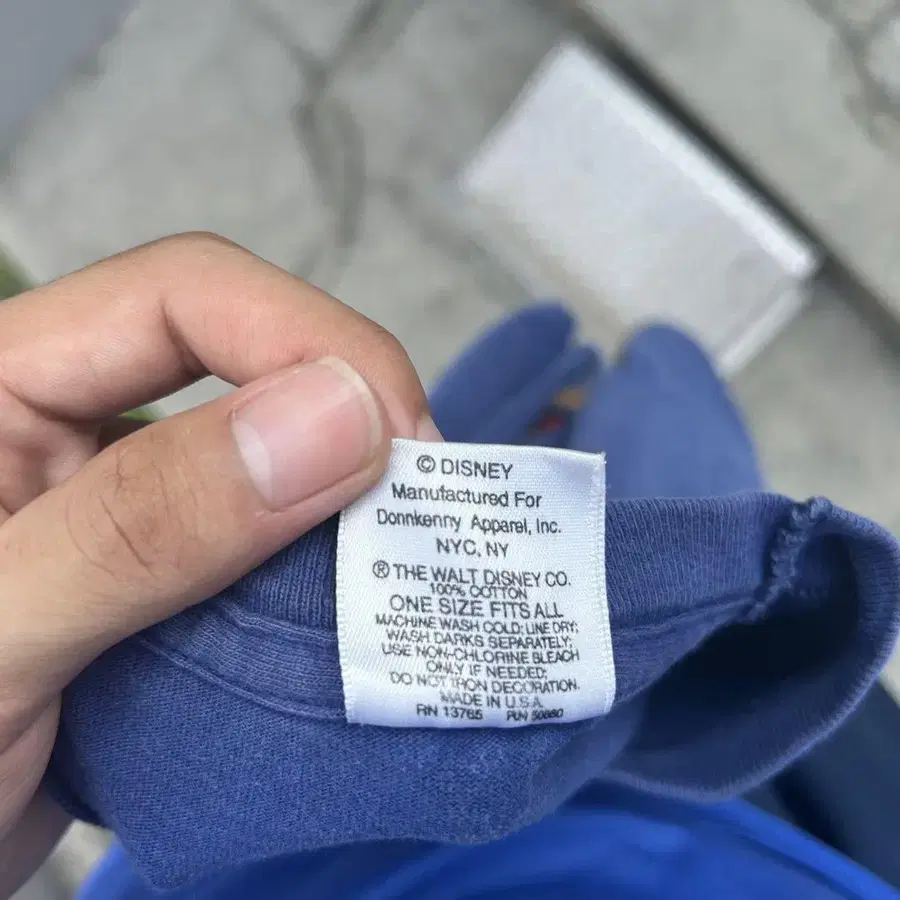 © DISNEY
Manufactured For
Donnkenny Apparel, Inc.
NYC, NY
® THE WALT DISNEY CO.
100% COTTON
ONE SIZE FITS ALL
MACHINE WASH COLD; LINE DRY;
WASH DARKS SEPARATELY;
USE NON-CHLORINE BLEACH
ONLY IF NEEDED;
DO NOT IRON DECORATION.
MADE IN U.S.A.
RN 13765